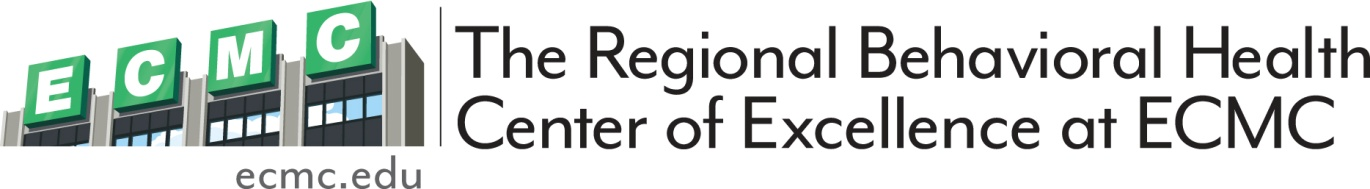 ECMC
ecmc.edu
The Regional Behavioral Health
Center of Excellence at ECMC